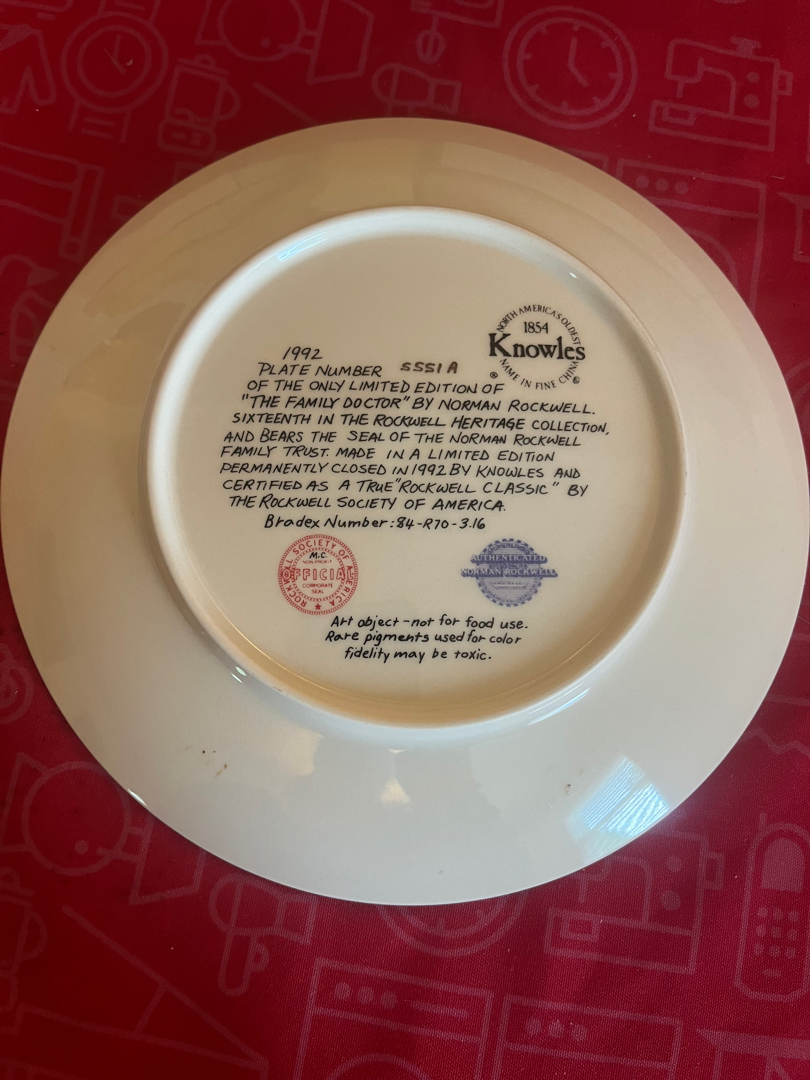 NORTH AMERICA'S OLDEST
1854
Knowles
NAME IN FINE CHINA
® ©
1992
PLATE NUMBER 5551A
OF THE ONLY LIMITED EDITION OF
"THE FAMILY DOCTOR" BY NORMAN ROCKWELL.
SIXTEENTH IN THE ROCKWELL HERITAGE COLLECTION,
AND BEARS THE SEAL OF THE NORMAN ROCKWELL
FAMILY TRUST. MADE IN A LIMITED EDITION
PERMANENTLY CLOSED IN 1992 BY KNOWLES AND
CERTIFIED AS A TRUE "ROCKWELL CLASSIC" BY
THE ROCKWELL SOCIETY OF AMERICA.
Bradex Number: 84-R70-3.16
ROCKWELL SOCIETY OF AMERICA
M.C.
NON PROFIT
OFFICIAL
CORPORATE
SEAL
AUTHENTICATED
NORMAN ROCKWELL
Art object - not for food use.
Rare pigments used for color
fidelity may be toxic.